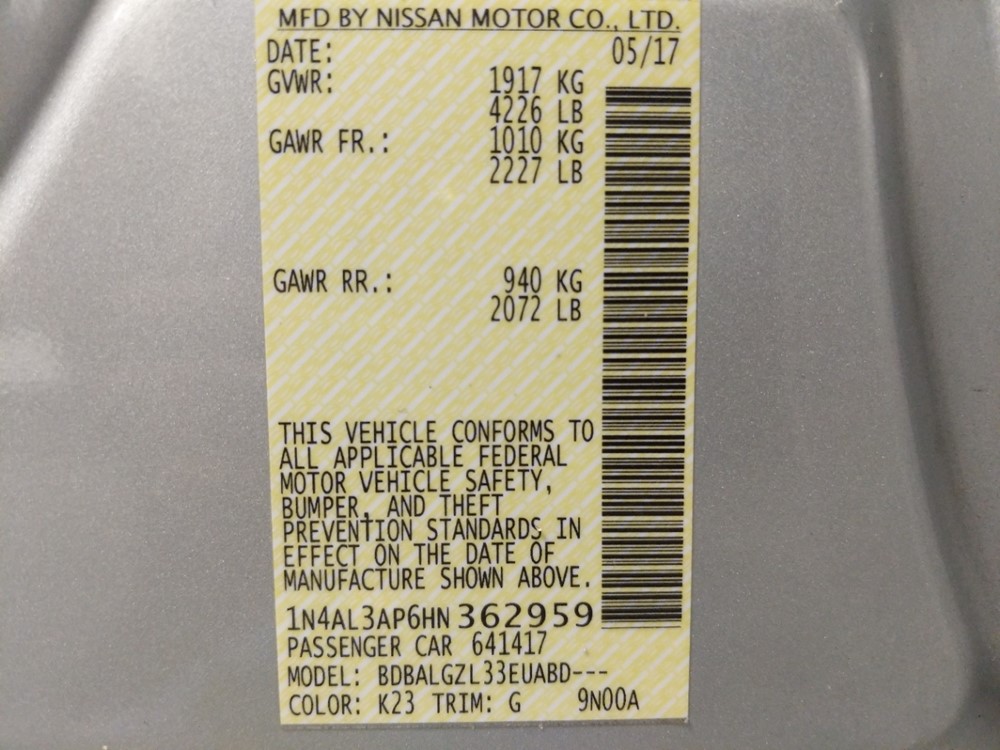 MFD BY NISSAN MOTOR CO., LTD.
DATE: 05/17
GVWR: 1917 KG
4226 LB
GAWR FR.: 1010 KG
2227 LB
GAWR RR.: 940 KG
2072 LB
THIS VEHICLE CONFORMS TO
ALL APPLICABLE FEDERAL
MOTOR VEHICLE SAFETY,
BUMPER, AND THEFT
PREVENTION STANDARDS IN
EFFECT ON THE DATE OF
MANUFACTURE SHOWN ABOVE.
1N4AL3AP6HN 362959
PASSENGER CAR 641417
MODEL: BDBALGZL33EUABD---
COLOR: K23 TRIM: G 9N00A